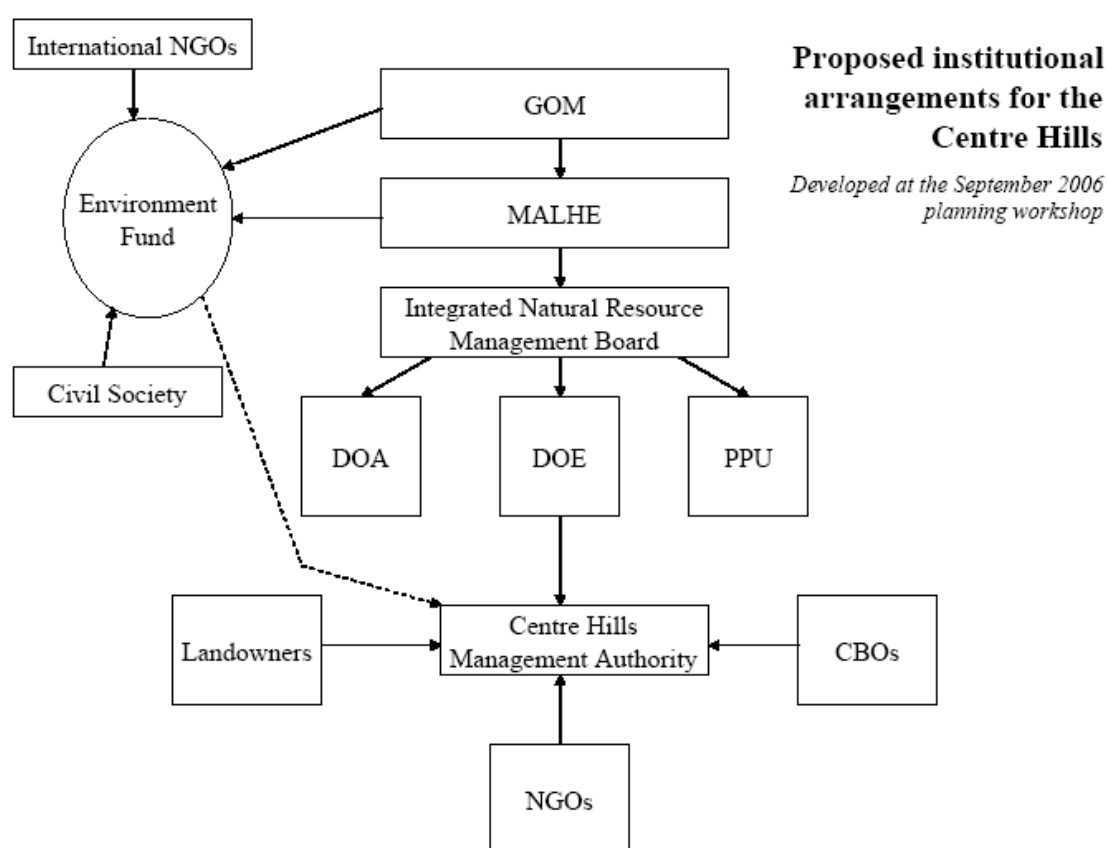 International NGOs
Proposed institutional
arrangements for the
Centre Hills
Developed at the September 2006
planning workshop
GOM
Environment
Fund
MALHE
Integrated Natural Resource
Management Board
Civil Society
DOA
DOE
PPU
Landowners
Centre Hills
Management Authority
CBOs
NGOs